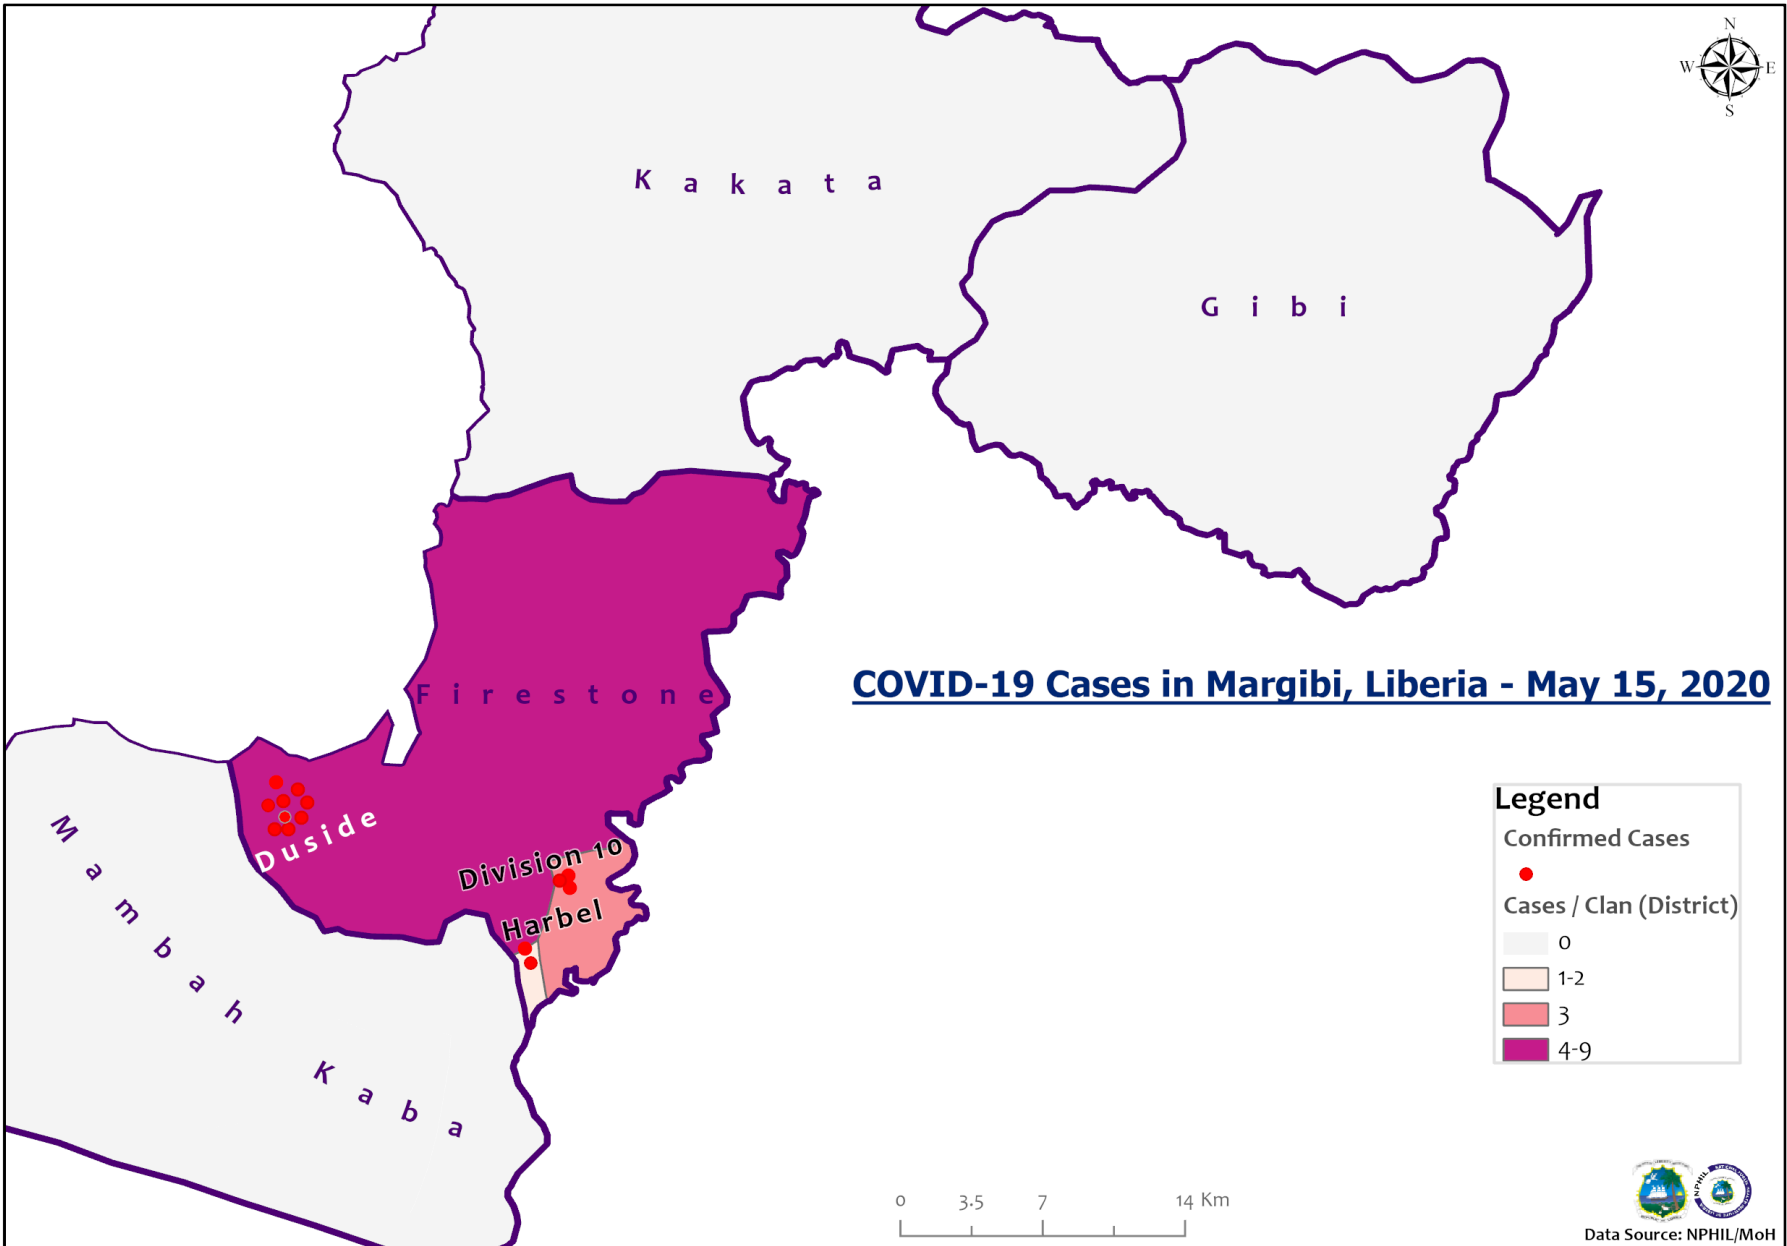 N
W E
S
Kakata
Gibi
Firestone
COVID-19 Cases in Margibi, Liberia - May 15, 2020
Duside
Division 10
Harbel
Mambah Kaba
Legend
Confirmed Cases
Cases / Clan (District)
0
1-2
3
4-9
0 3.5 7 14 Km
NPHIL
Data Source: NPHIL/MoH